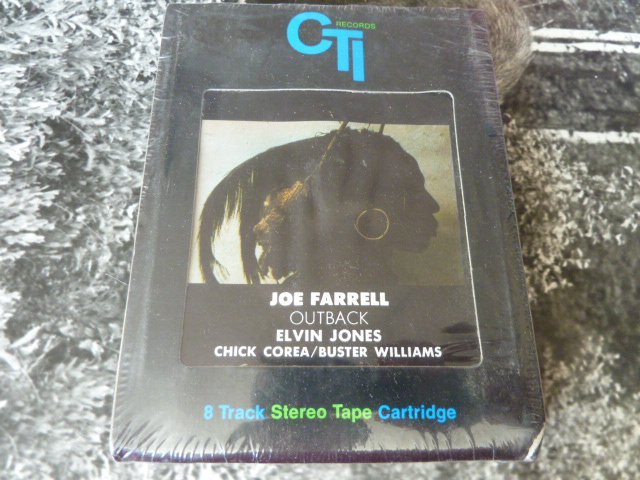 CTI
RECORDS
JOE FARRELL
OUTBACK
ELVIN JONES
CHICK COREA/BUSTER WILLIAMS
8 Track Stereo Tape Cartridge